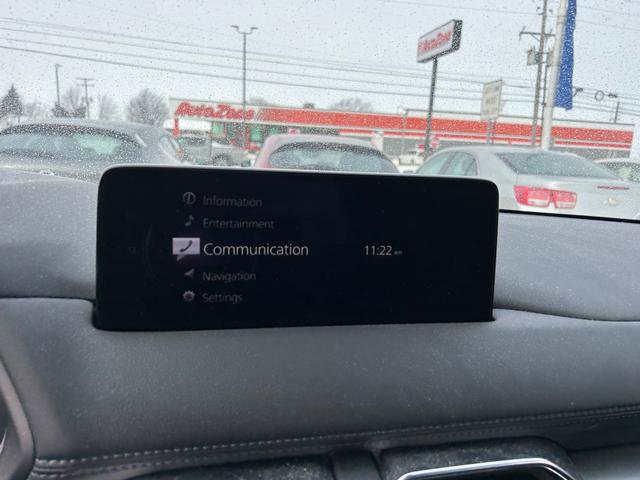 AutoZone
AutoZone
Information
Entertainment
Communication
11:22 am
Navigation
Settings